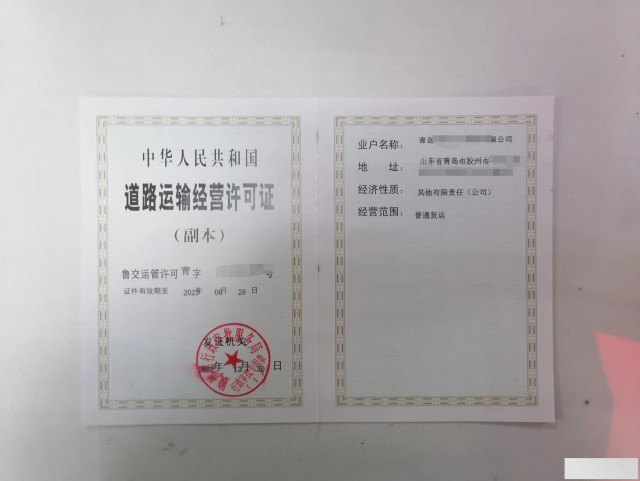 中华人民共和国
道路运输经营许可证
(副本)
鲁交运管许可 青 字 号
证件有效期至 2025 年 06 月 28 日
发证机关
年 月 日
业户名称: 青岛 公司
地 址: 山东省青岛市胶州市
经济性质: 其他有限责任(公司)
经营范围: 普通货运